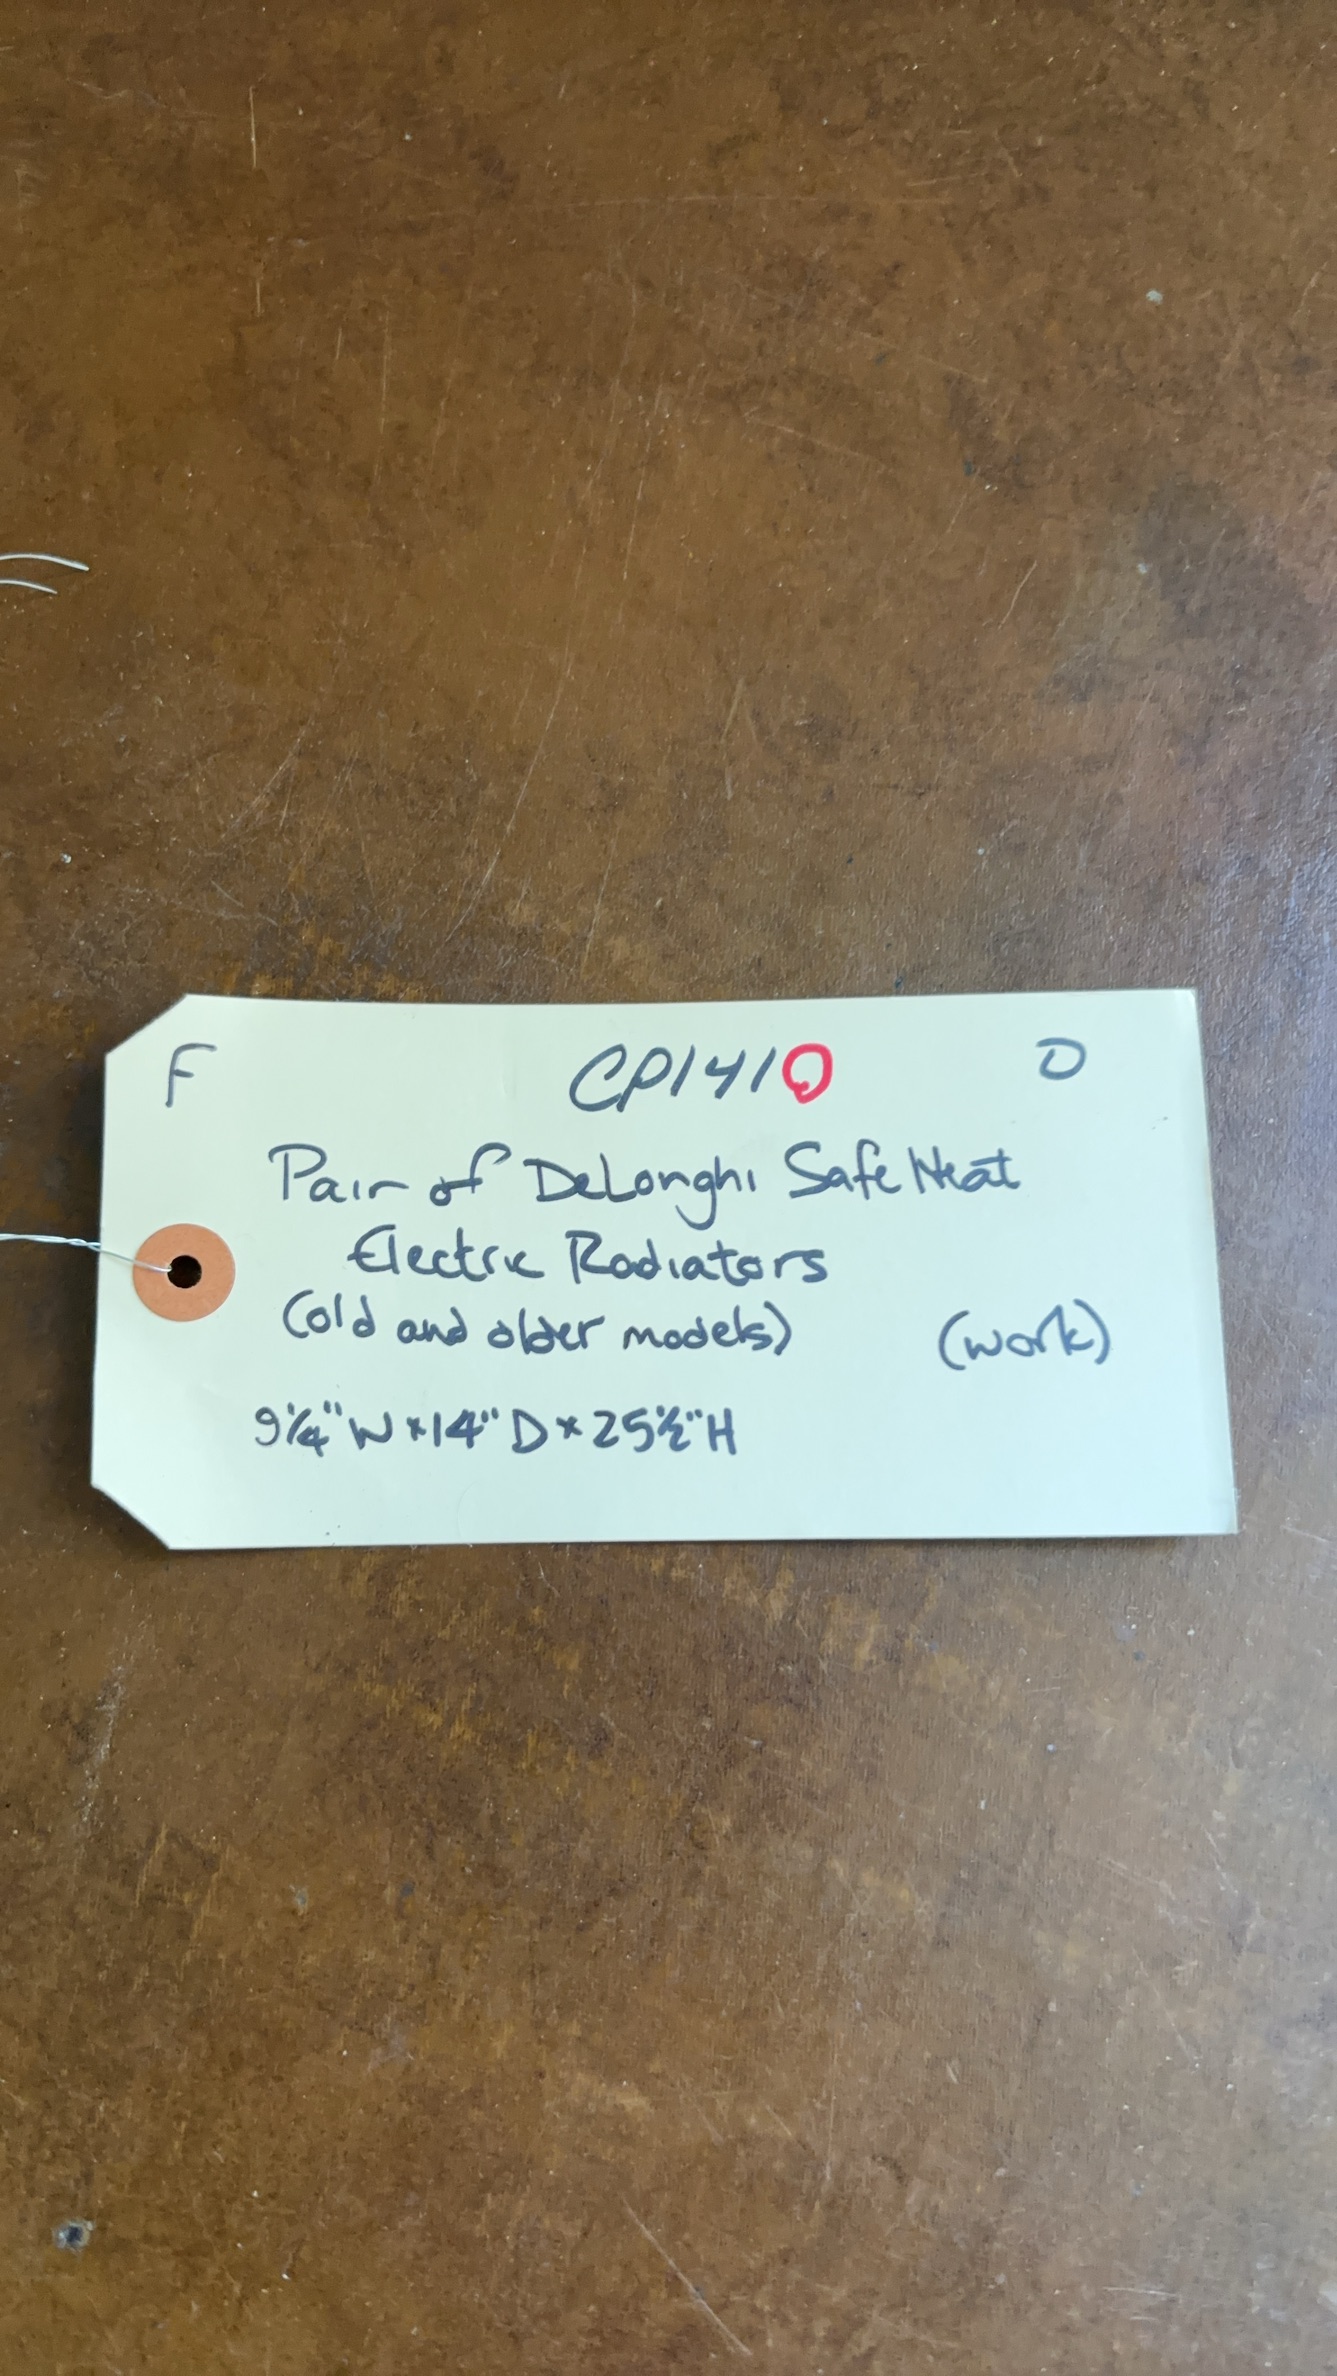 F CP1410 D
Pair of DeLonghi Safe Heat
Electric Radiators
(old and older models) (work)
9¼" W x 14" D x 25½" H